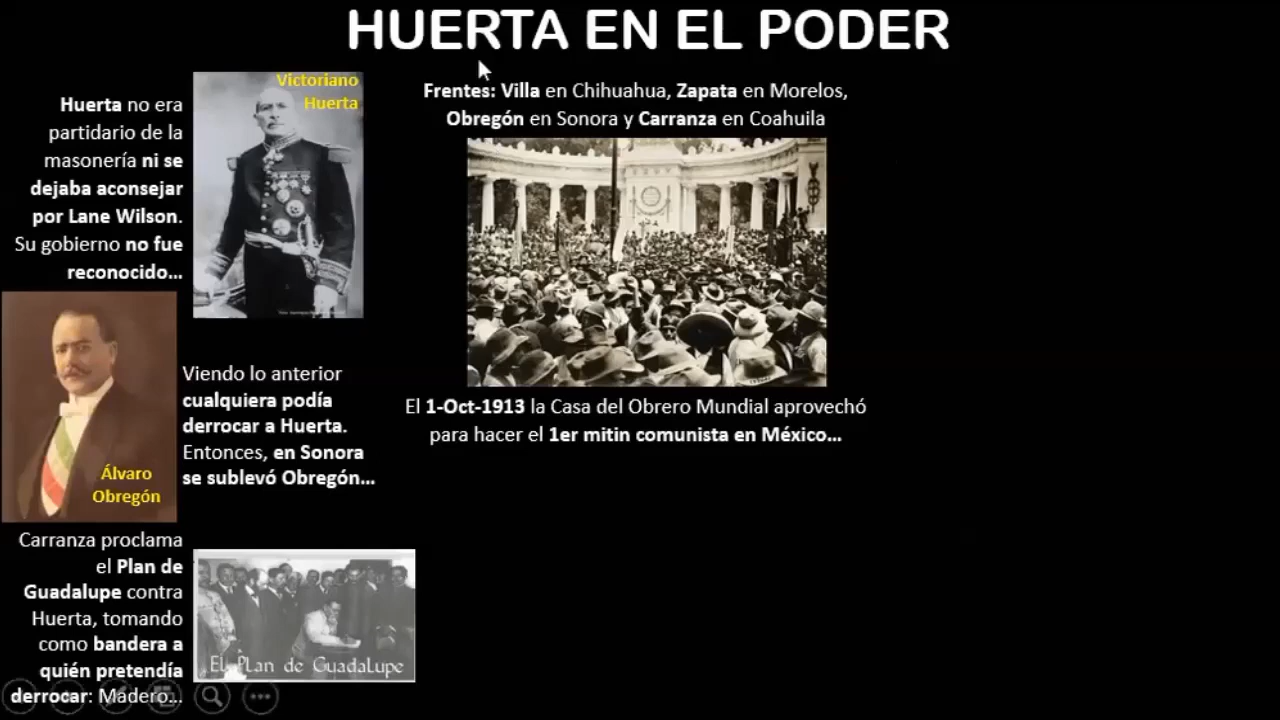 HUERTA EN EL PODER
Huerta no era
partidario de la
masonería ni se
dejaba aconsejar
por Lane Wilson.
Su gobierno no fue
reconocido...
Victoriano
Huerta
Álvaro
Obregón
Viendo lo anterior
cualquiera podía
derrocar a Huerta.
Entonces, en Sonora
se sublevó Obregón...
Carranza proclama
el Plan de
Guadalupe contra
Huerta, tomando
como bandera a
quién pretendía
derrocar: Madero...
El Plan de Guadalupe
Frentes: Villa en Chihuahua, Zapata en Morelos,
Obregón en Sonora y Carranza en Coahuila
El 1-Oct-1913 la Casa del Obrero Mundial aprovechó
para hacer el 1er mitin comunista en México...